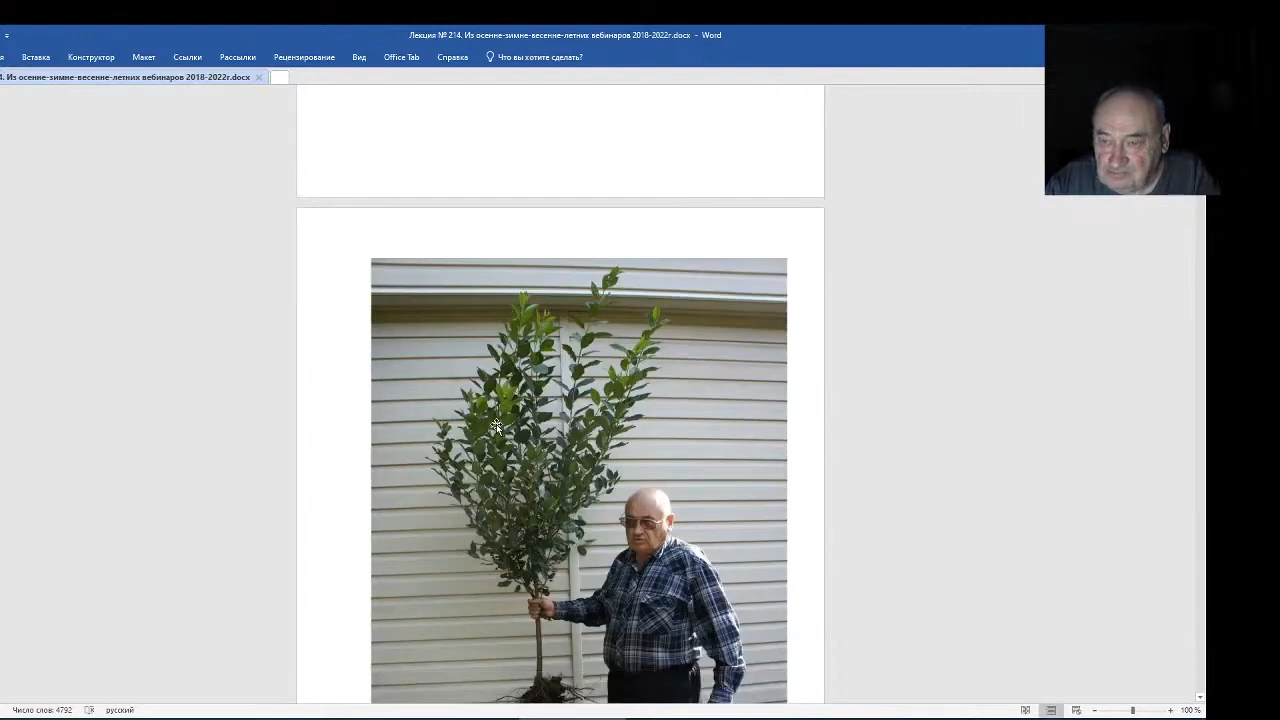 Лекция № 214. Из осенне-зимне-весенне-летних вебинаров 2018-2022г.docx - Word
Вставка Конструктор Макет Ссылки Рассылки Рецензирование Вид Office Tab Справка Что вы хотите сделать?
4. Из осенне-зимне-весенне-летних вебинаров 2018-2022г.docx
Число слов: 4792 русский 100 %